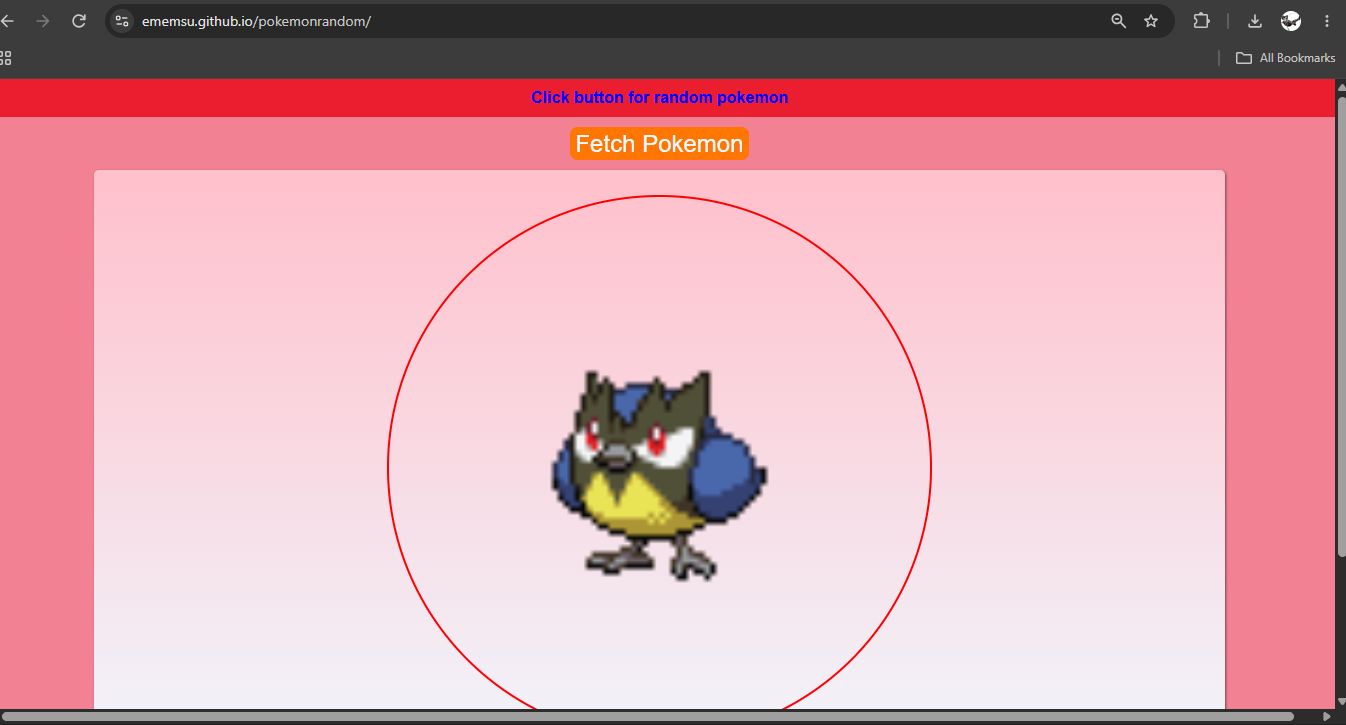 ememsu.github.io/pokemonrandom/
All Bookmarks
Click button for random pokemon
Fetch Pokemon